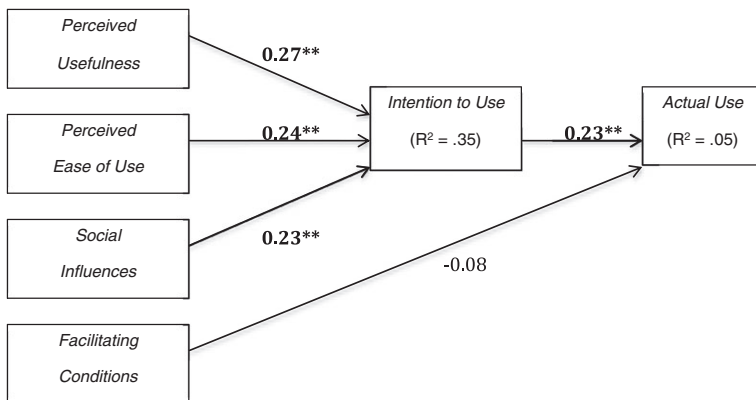 Perceived
Usefulness
0.27**
Intention to Use
(R² = .35)
Actual Use
(R² = .05)
Perceived
Ease of Use
0.24**
0.23**
Social
Influences
0.23**
-0.08
Facilitating
Conditions